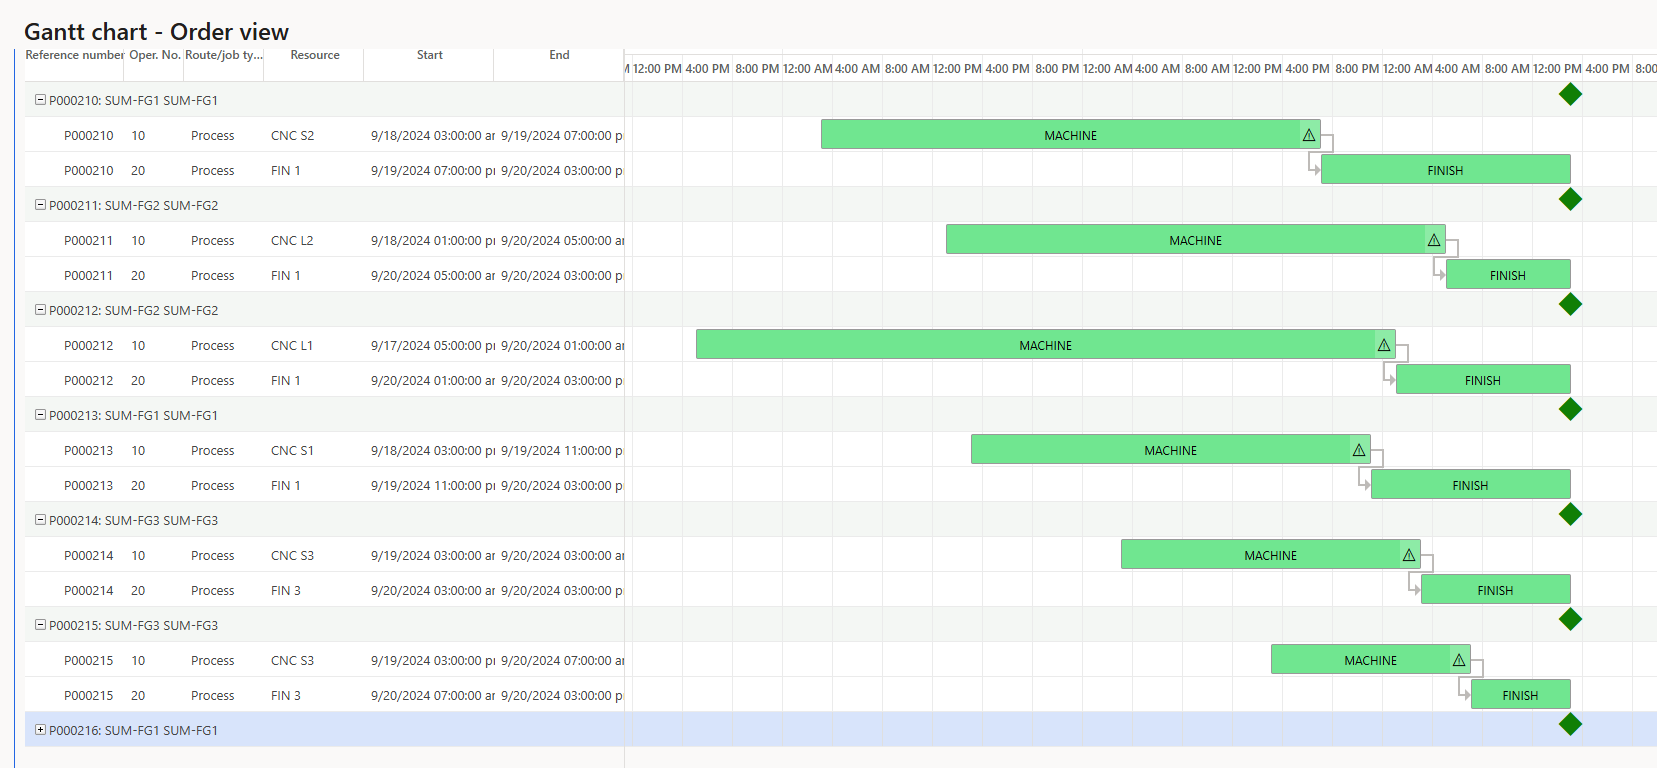 Gantt chart - Order view
Reference number Oper. No. Route/job ty... Resource Start End
12:00 PM 4:00 PM 8:00 PM 12:00 AM 4:00 AM 8:00 AM 12:00 PM 4:00 PM 8:00 PM 12:00 AM 4:00 AM 8:00 AM 12:00 PM 4:00 PM 8:00 PM 12:00 AM 4:00 AM 8:00 AM 12:00 PM 4:00 PM 8:00
P000210: SUM-FG1 SUM-FG1
P000210 10 Process CNC S2 9/18/2024 03:00:00 9/19/2024 07:00:00 MACHINE
P000210 20 Process FIN 1 9/19/2024 07:00:00 9/20/2024 03:00:00 FINISH
P000211: SUM-FG2 SUM-FG2
P000211 10 Process CNC L2 9/18/2024 01:00:00 9/20/2024 05:00:00 MACHINE
P000211 20 Process FIN 1 9/20/2024 05:00:00 9/20/2024 03:00:00 FINISH
P000212: SUM-FG2 SUM-FG2
P000212 10 Process CNC L1 9/17/2024 05:00:00 9/20/2024 01:00:00 MACHINE
P000212 20 Process FIN 1 9/20/2024 01:00:00 9/20/2024 03:00:00 FINISH
P000213: SUM-FG1 SUM-FG1
P000213 10 Process CNC S1 9/18/2024 03:00:00 9/19/2024 11:00:00 MACHINE
P000213 20 Process FIN 1 9/19/2024 11:00:00 9/20/2024 03:00:00 FINISH
P000214: SUM-FG3 SUM-FG3
P000214 10 Process CNC S3 9/19/2024 03:00:00 9/20/2024 03:00:00 MACHINE
P000214 20 Process FIN 3 9/20/2024 03:00:00 9/20/2024 03:00:00 FINISH
P000215: SUM-FG3 SUM-FG3
P000215 10 Process CNC S3 9/19/2024 03:00:00 9/20/2024 07:00:00 MACHINE
P000215 20 Process FIN 3 9/20/2024 07:00:00 9/20/2024 03:00:00 FINISH
P000216: SUM-FG1 SUM-FG1